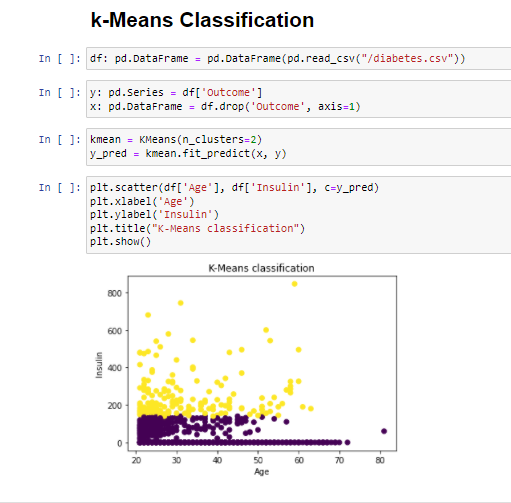 k-Means Classification
In [ ]: df: pd.DataFrame = pd.DataFrame(pd.read_csv("/diabetes.csv"))
In [ ]: y: pd.Series = df['Outcome']
x: pd.DataFrame = df.drop('Outcome', axis=1)
In [ ]: kmean = KMeans(n_clusters=2)
y_pred = kmean.fit_predict(x, y)
In [ ]: plt.scatter(df['Age'], df['Insulin'], c=y_pred)
plt.xlabel('Age')
plt.ylabel('Insulin')
plt.title("K-Means classification")
plt.show()
K-Means classification
800
600
400
200
0
Insulin
20 30 40 50 60 70 80
Age